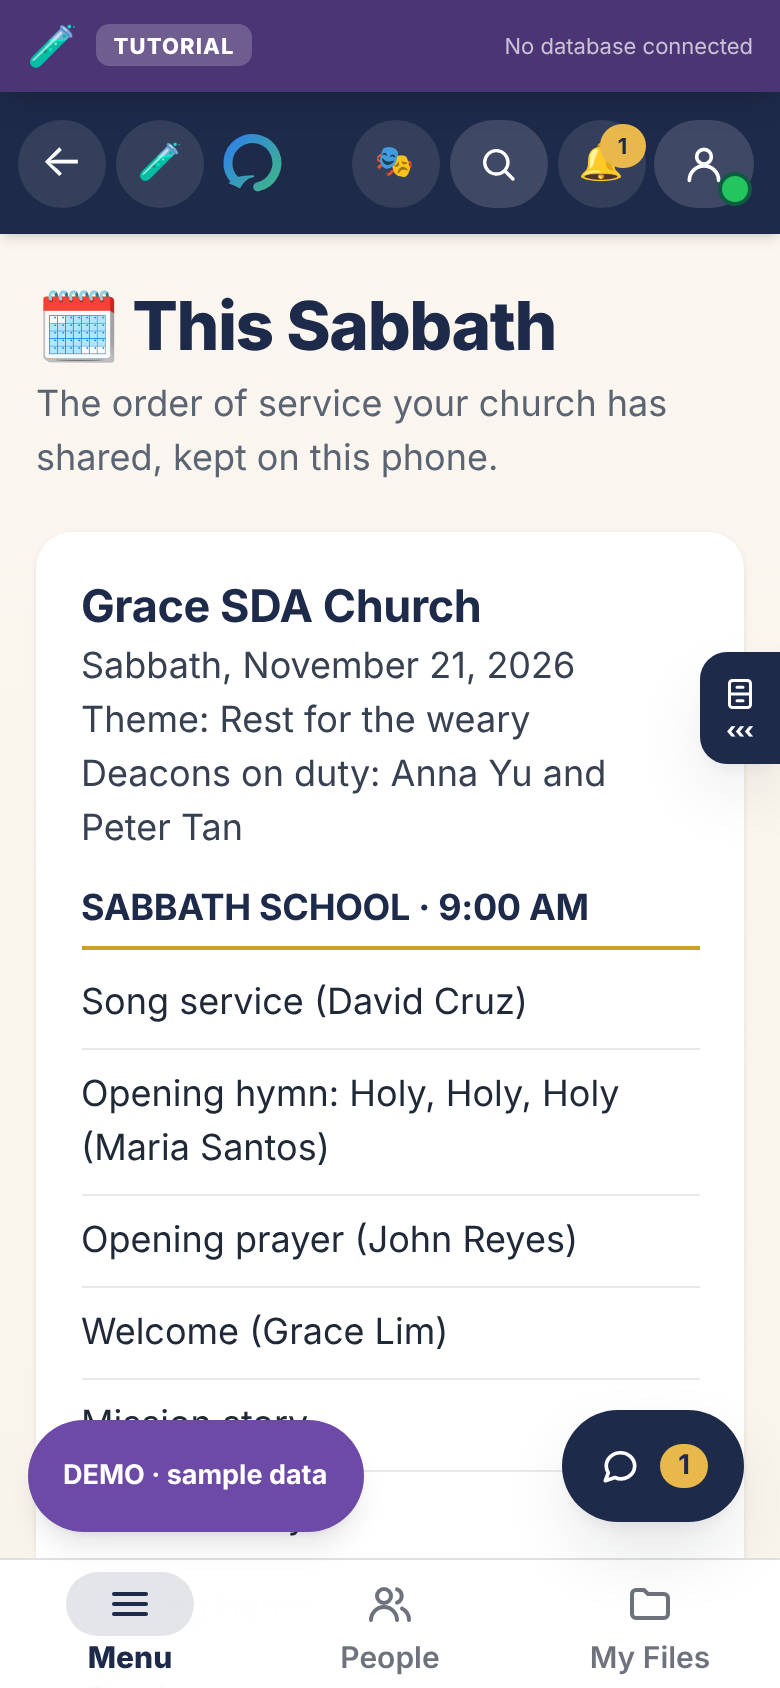 TUTORIAL
No database connected
1
This Sabbath
The order of service your church has
shared, kept on this phone.
Grace SDA Church
Sabbath, November 21, 2026
Theme: Rest for the weary
Deacons on duty: Anna Yu and
Peter Tan
SABBATH SCHOOL · 9:00 AM
Song service (David Cruz)
Opening hymn: Holy, Holy, Holy
(Maria Santos)
Opening prayer (John Reyes)
Welcome (Grace Lim)
Mission story
DEMO · sample data
1
Menu
People
My Files